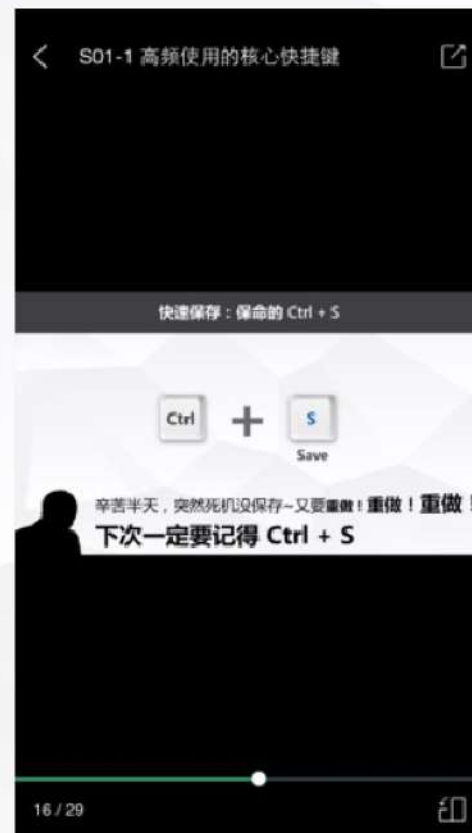 S01-1 高频使用的核心快捷键
快速保存：保命的 Ctrl + S
Ctrl + S
Save
辛苦半天，突然死机没保存~又要重做！重做！重做！
下次一定要记得 Ctrl + S
16 / 29